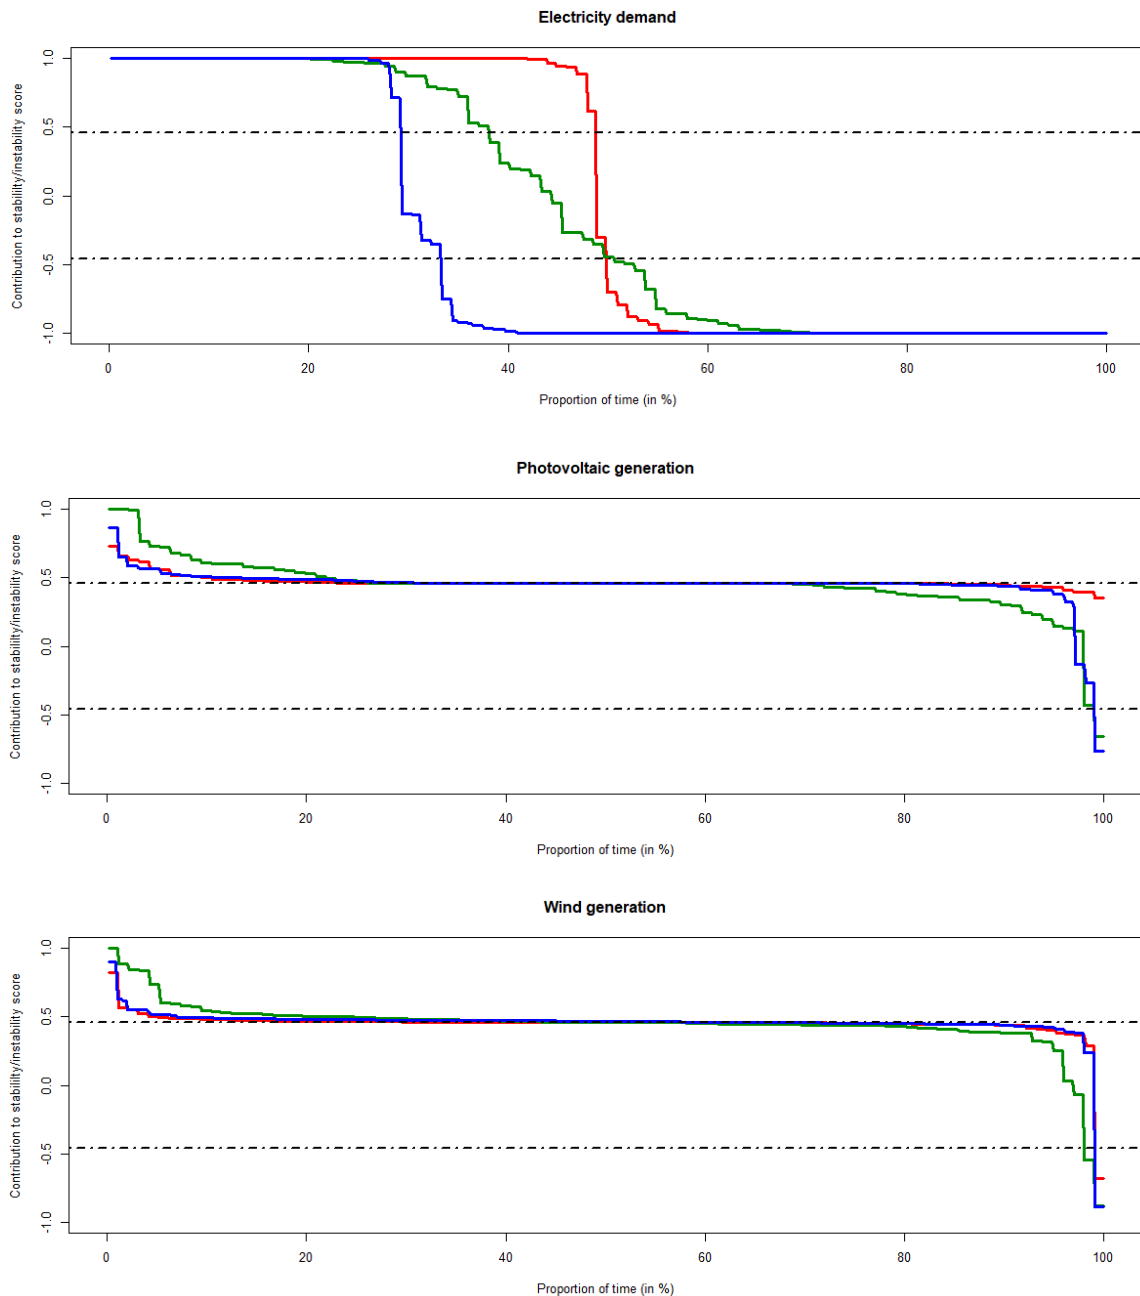 Electricity demand
Contribution to stabililty/instability score
1.0
0.5
0.0
-0.5
-1.0
0 20 40 60 80 100
Proportion of time (in %)
Photovoltaic generation
Contribution to stabililty/instability score
1.0
0.5
0.0
-0.5
-1.0
0 20 40 60 80 100
Proportion of time (in %)
Wind generation
Contribution to stabililty/instability score
1.0
0.5
0.0
-0.5
-1.0
0 20 40 60 80 100
Proportion of time (in %)